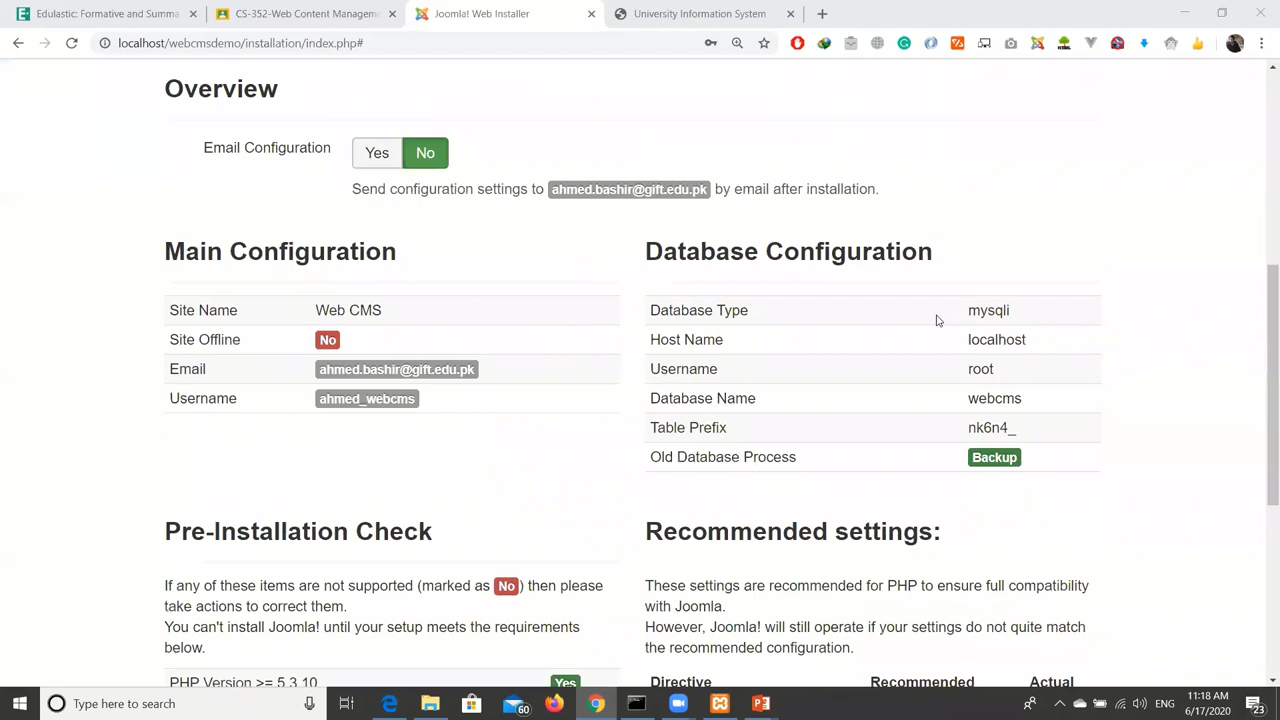 Edulastic: Formative and Summa
CS-352-Web Content Managem
Joomla! Web Installer
University Information System
localhost/webcmsdemo/installation/index.php#
Overview
Email Configuration
Yes
No
Send configuration settings to ahmed.bashir@gift.edu.pk by email after installation.
Main Configuration
Site Name Web CMS
Site Offline No
Email ahmed.bashir@gift.edu.pk
Username ahmed_webcms
Database Configuration
Database Type mysqli
Host Name localhost
Username root
Database Name webcms
Table Prefix nk6n4_
Old Database Process Backup
Pre-Installation Check
If any of these items are not supported (marked as No) then please
take actions to correct them.
You can't install Joomla! until your setup meets the requirements
below.
PHP Version >= 5.3.10 Yes
Recommended settings:
These settings are recommended for PHP to ensure full compatibility
with Joomla.
However, Joomla! will still operate if your settings do not quite match
the recommended configuration.
Directive Recommended Actual
Type here to search
60
ENG
11:18 AM
6/17/2020
23